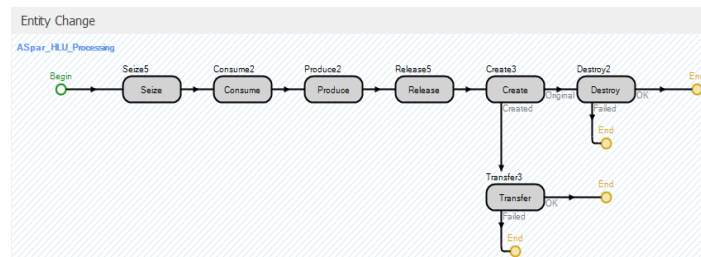 Entity Change
ASpar_HLU_Processing
Begin
Seize5
Seize
Consume2
Consume
Produce2
Produce
Release5
Release
Create3
Create
Original
Created
Destroy2
Destroy
OK
Failed
End
End
Transfer3
Transfer
OK
Failed
End
End